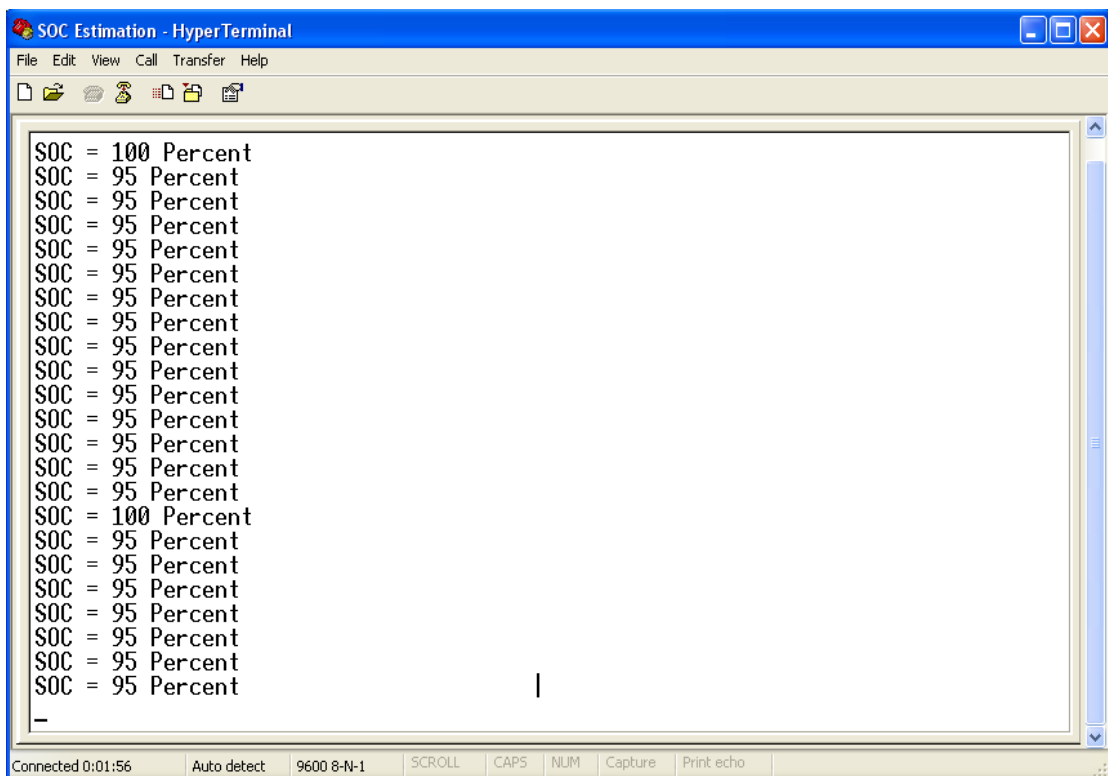 SOC Estimation - HyperTerminal
File Edit View Call Transfer Help
SOC = 100 Percent
SOC = 95 Percent
SOC = 95 Percent
SOC = 95 Percent
SOC = 95 Percent
SOC = 95 Percent
SOC = 95 Percent
SOC = 95 Percent
SOC = 95 Percent
SOC = 95 Percent
SOC = 95 Percent
SOC = 95 Percent
SOC = 95 Percent
SOC = 95 Percent
SOC = 95 Percent
SOC = 100 Percent
SOC = 95 Percent
SOC = 95 Percent
SOC = 95 Percent
SOC = 95 Percent
SOC = 95 Percent
SOC = 95 Percent
SOC = 95 Percent
_
Connected 0:01:56 Auto detect 9600 8-N-1 SCROLL CAPS NUM Capture Print echo